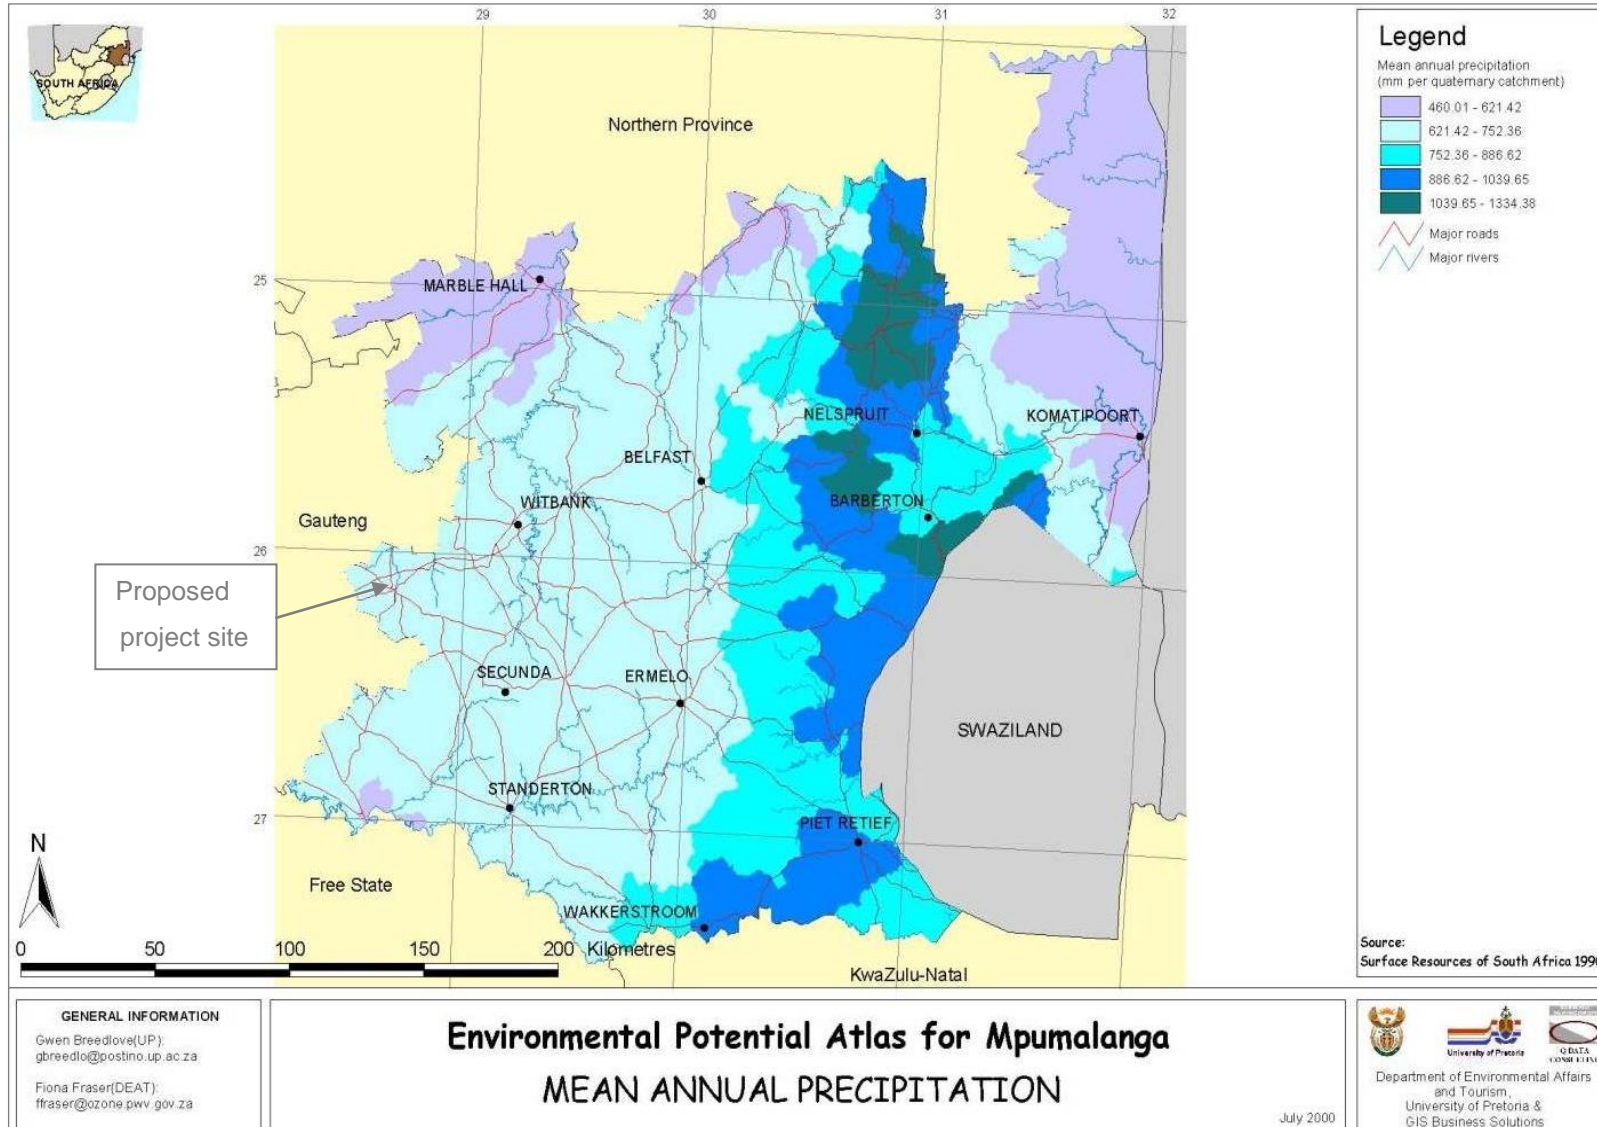 29
30
31
32
SOUTH AFRICA
Northern Province
25
MARBLE HALL
NELSPRUIT
KOMATIPOORT
BELFAST
BARBERTON
WITBANK
Gauteng
26
Proposed
project site
SECUNDA
ERMELO
SWAZILAND
STANDERTON
27
PIET RETIEF
N
Free State
WAKKERSTROOM
0
50
100
150
200 Kilometres
KwaZulu-Natal
Legend
Mean annual precipitation
(mm per quaternary catchment)
460.01 - 621.42
621.42 - 752.36
752.36 - 886.62
886.62 - 1039.65
1039.65 - 1334.38
Major roads
Major rivers
Source:
Surface Resources of South Africa 1990
GENERAL INFORMATION
Gwen Breedlove(UP):
gbreedlo@postino.up.ac.za
Fiona Fraser(DEAT):
ffraser@ozone.pwv.gov.za
Environmental Potential Atlas for Mpumalanga
MEAN ANNUAL PRECIPITATION
July 2000
University of Pretoria
Q DATA
CONSULTING
Department of Environmental Affairs
and Tourism,
University of Pretoria &
GIS Business Solutions